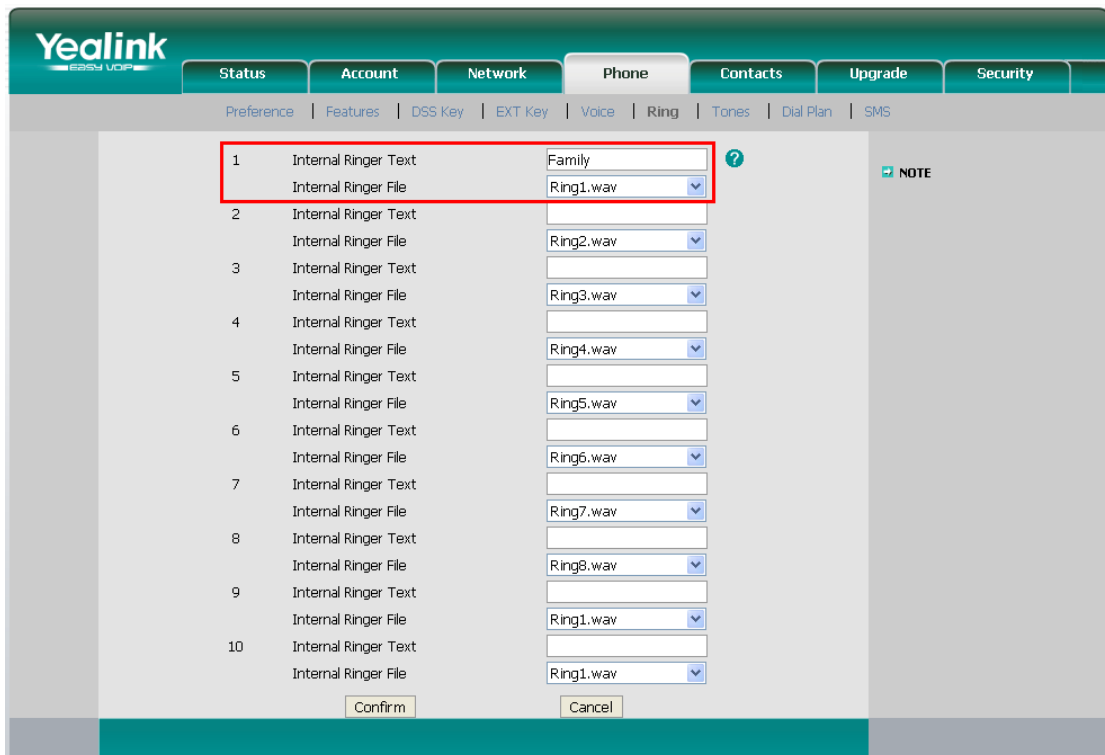 Yealink
EASY VOIP
Status Account Network Phone Contacts Upgrade Security
Preference | Features | DSS Key | EXT Key | Voice | Ring | Tones | Dial Plan | SMS
1 Internal Ringer Text Family ?
Internal Ringer File Ring1.wav
NOTE
2 Internal Ringer Text
Internal Ringer File Ring2.wav
3 Internal Ringer Text
Internal Ringer File Ring3.wav
4 Internal Ringer Text
Internal Ringer File Ring4.wav
5 Internal Ringer Text
Internal Ringer File Ring5.wav
6 Internal Ringer Text
Internal Ringer File Ring6.wav
7 Internal Ringer Text
Internal Ringer File Ring7.wav
8 Internal Ringer Text
Internal Ringer File Ring8.wav
9 Internal Ringer Text
Internal Ringer File Ring1.wav
10 Internal Ringer Text
Internal Ringer File Ring1.wav
Confirm Cancel